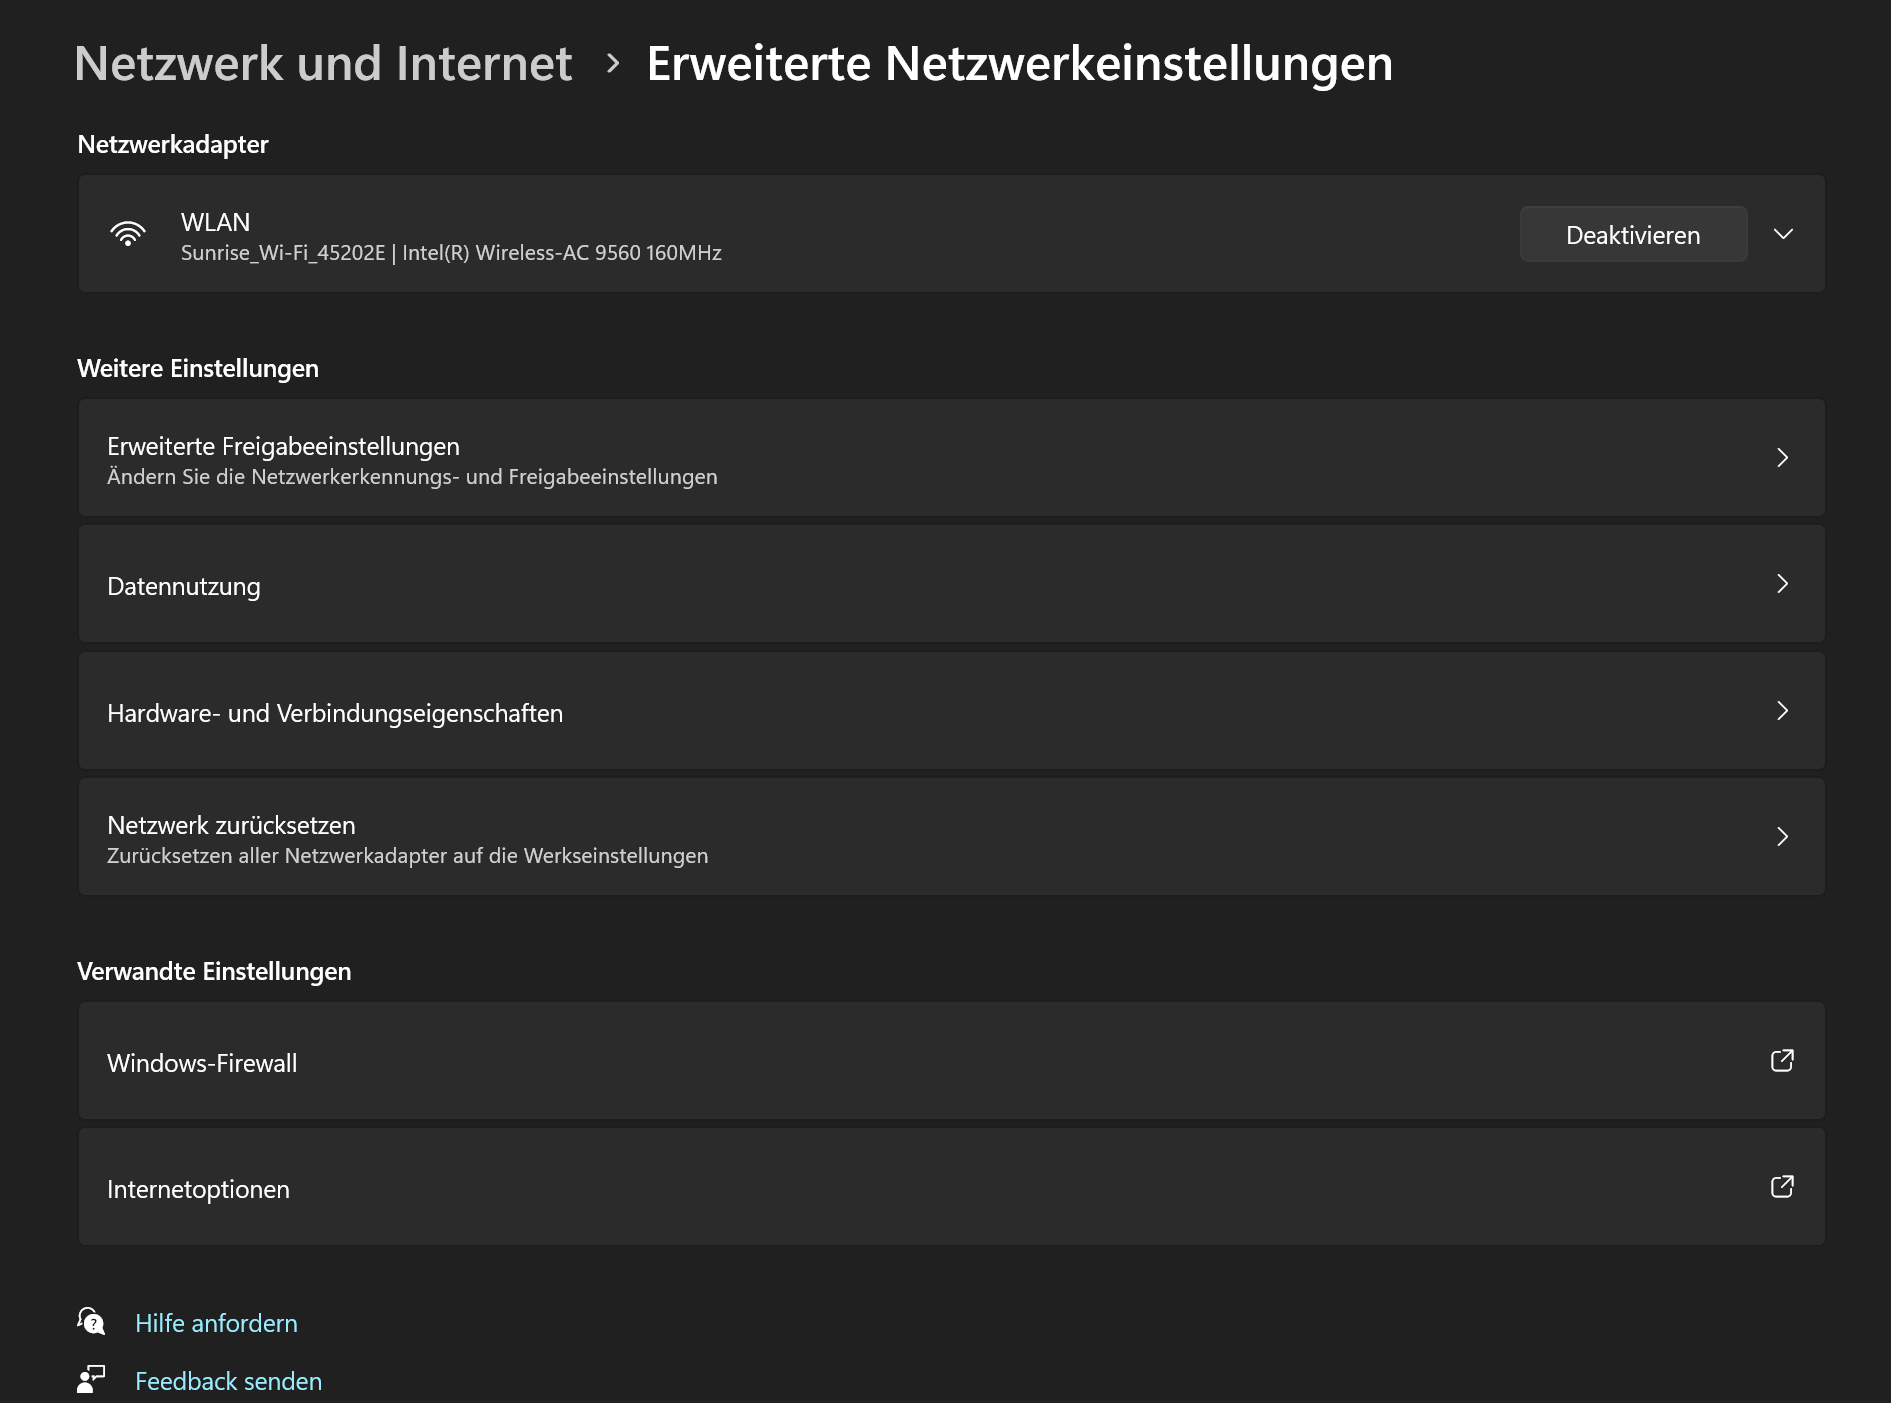 Netzwerk und Internet › Erweiterte Netzwerkeinstellungen
Netzwerkadapter
WLAN
Sunrise_Wi-Fi_45202E | Intel(R) Wireless-AC 9560 160MHz
Deaktivieren
Weitere Einstellungen
Erweiterte Freigabeeinstellungen
Ändern Sie die Netzwerkerkennungs- und Freigabeeinstellungen
Datennutzung
Hardware- und Verbindungseigenschaften
Netzwerk zurücksetzen
Zurücksetzen aller Netzwerkadapter auf die Werkseinstellungen
Verwandte Einstellungen
Windows-Firewall
Internetoptionen
Hilfe anfordern
Feedback senden